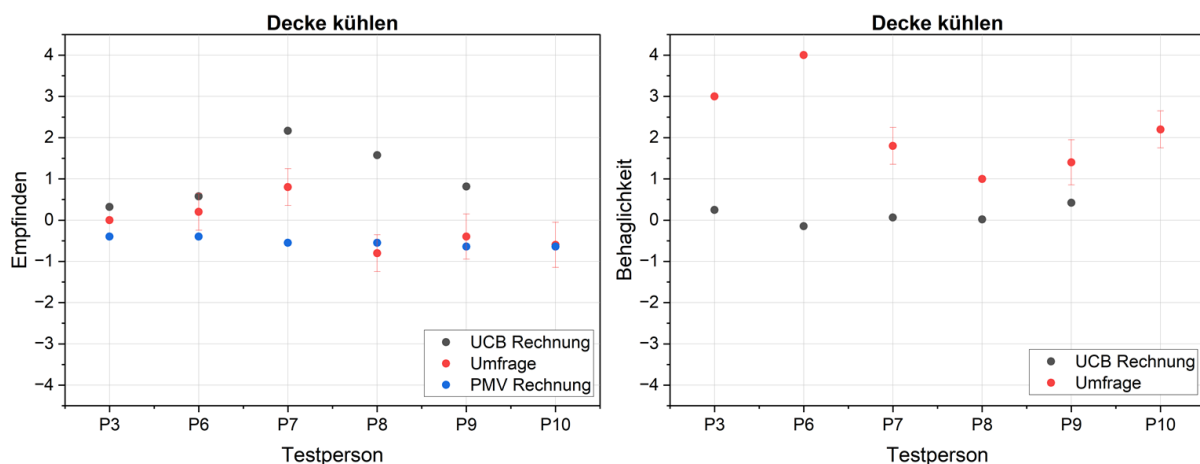 Decke kühlen
Empfinden
4
3
2
1
0
−1
−2
−3
−4
UCB Rechnung
Umfrage
PMV Rechnung
P3 P6 P7 P8 P9 P10
Testperson
Decke kühlen
Behaglichkeit
4
3
2
1
0
−1
−2
−3
−4
UCB Rechnung
Umfrage
P3 P6 P7 P8 P9 P10
Testperson